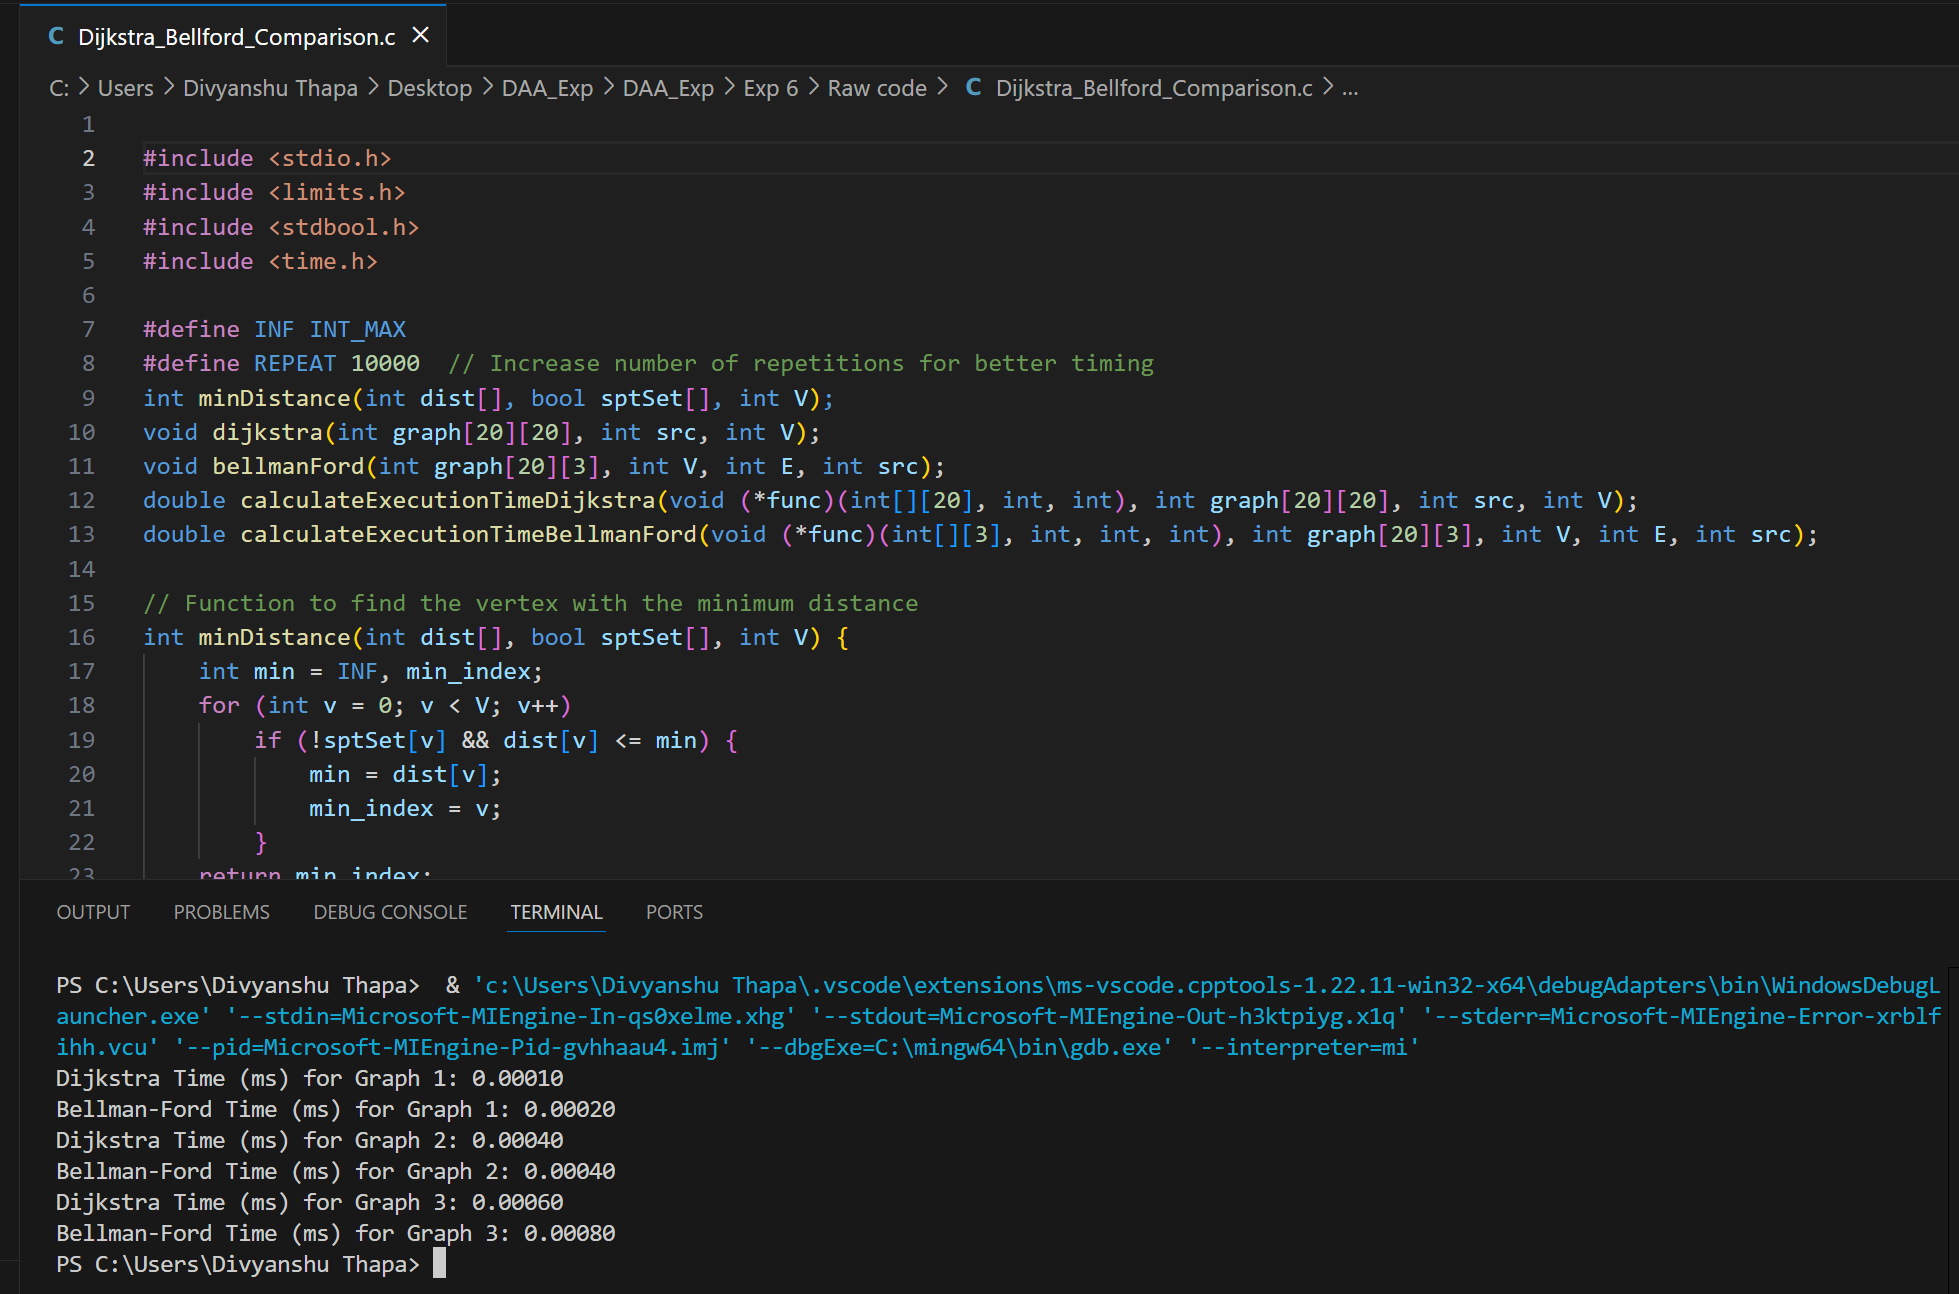 C Dijkstra_Bellford_Comparison.c ×
C: > Users > Divyanshu Thapa > Desktop > DAA_Exp > DAA_Exp > Exp 6 > Raw code > C Dijkstra_Bellford_Comparison.c > ...
1
2 #include <stdio.h>
3 #include <limits.h>
4 #include <stdbool.h>
5 #include <time.h>
6
7 #define INF INT_MAX
8 #define REPEAT 10000  // Increase number of repetitions for better timing
9 int minDistance(int dist[], bool sptSet[], int V);
10 void dijkstra(int graph[20][20], int src, int V);
11 void bellmanFord(int graph[20][3], int V, int E, int src);
12 double calculateExecutionTimeDijkstra(void (*func)(int[][20], int, int), int graph[20][20], int src, int V);
13 double calculateExecutionTimeBellmanFord(void (*func)(int[][3], int, int, int), int graph[20][3], int V, int E, int src);
14
15 // Function to find the vertex with the minimum distance
16 int minDistance(int dist[], bool sptSet[], int V) {
17     int min = INF, min_index;
18     for (int v = 0; v < V; v++)
19         if (!sptSet[v] && dist[v] <= min) {
20             min = dist[v];
21             min_index = v;
22         }
23     return min_index;
OUTPUT PROBLEMS DEBUG CONSOLE TERMINAL PORTS
PS C:\Users\Divyanshu Thapa>  & 'c:\Users\Divyanshu Thapa\.vscode\extensions\ms-vscode.cpptools-1.22.11-win32-x64\debugAdapters\bin\WindowsDebugL
auncher.exe' '--stdin=Microsoft-MIEngine-In-qs0xelme.xhg' '--stdout=Microsoft-MIEngine-Out-h3ktpiyg.x1q' '--stderr=Microsoft-MIEngine-Error-xrblf
ihh.vcu' '--pid=Microsoft-MIEngine-Pid-gvhhaau4.imj' '--dbgExe=C:\mingw64\bin\gdb.exe' '--interpreter=mi'
Dijkstra Time (ms) for Graph 1: 0.00010
Bellman-Ford Time (ms) for Graph 1: 0.00020
Dijkstra Time (ms) for Graph 2: 0.00040
Bellman-Ford Time (ms) for Graph 2: 0.00040
Dijkstra Time (ms) for Graph 3: 0.00060
Bellman-Ford Time (ms) for Graph 3: 0.00080
PS C:\Users\Divyanshu Thapa>